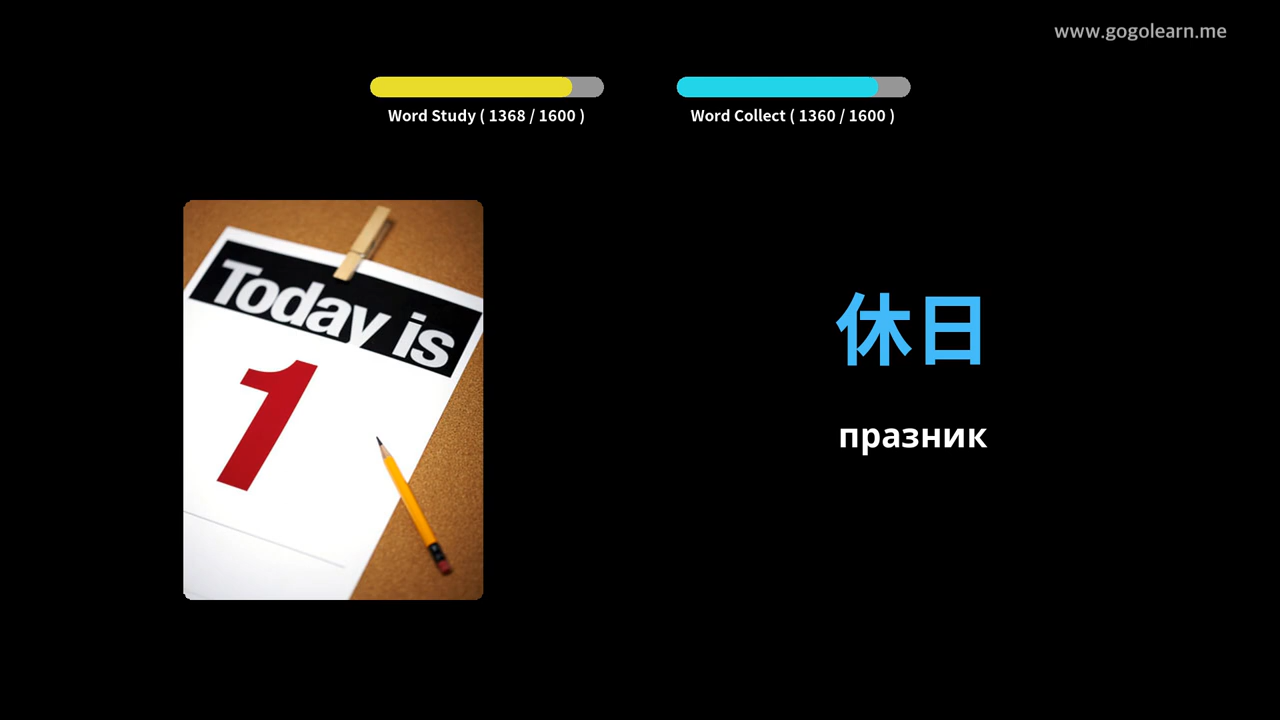 www.gogolearn.me
Word Study ( 1368 / 1600 )
Word Collect ( 1360 / 1600 )
Today is
1
休日
празник